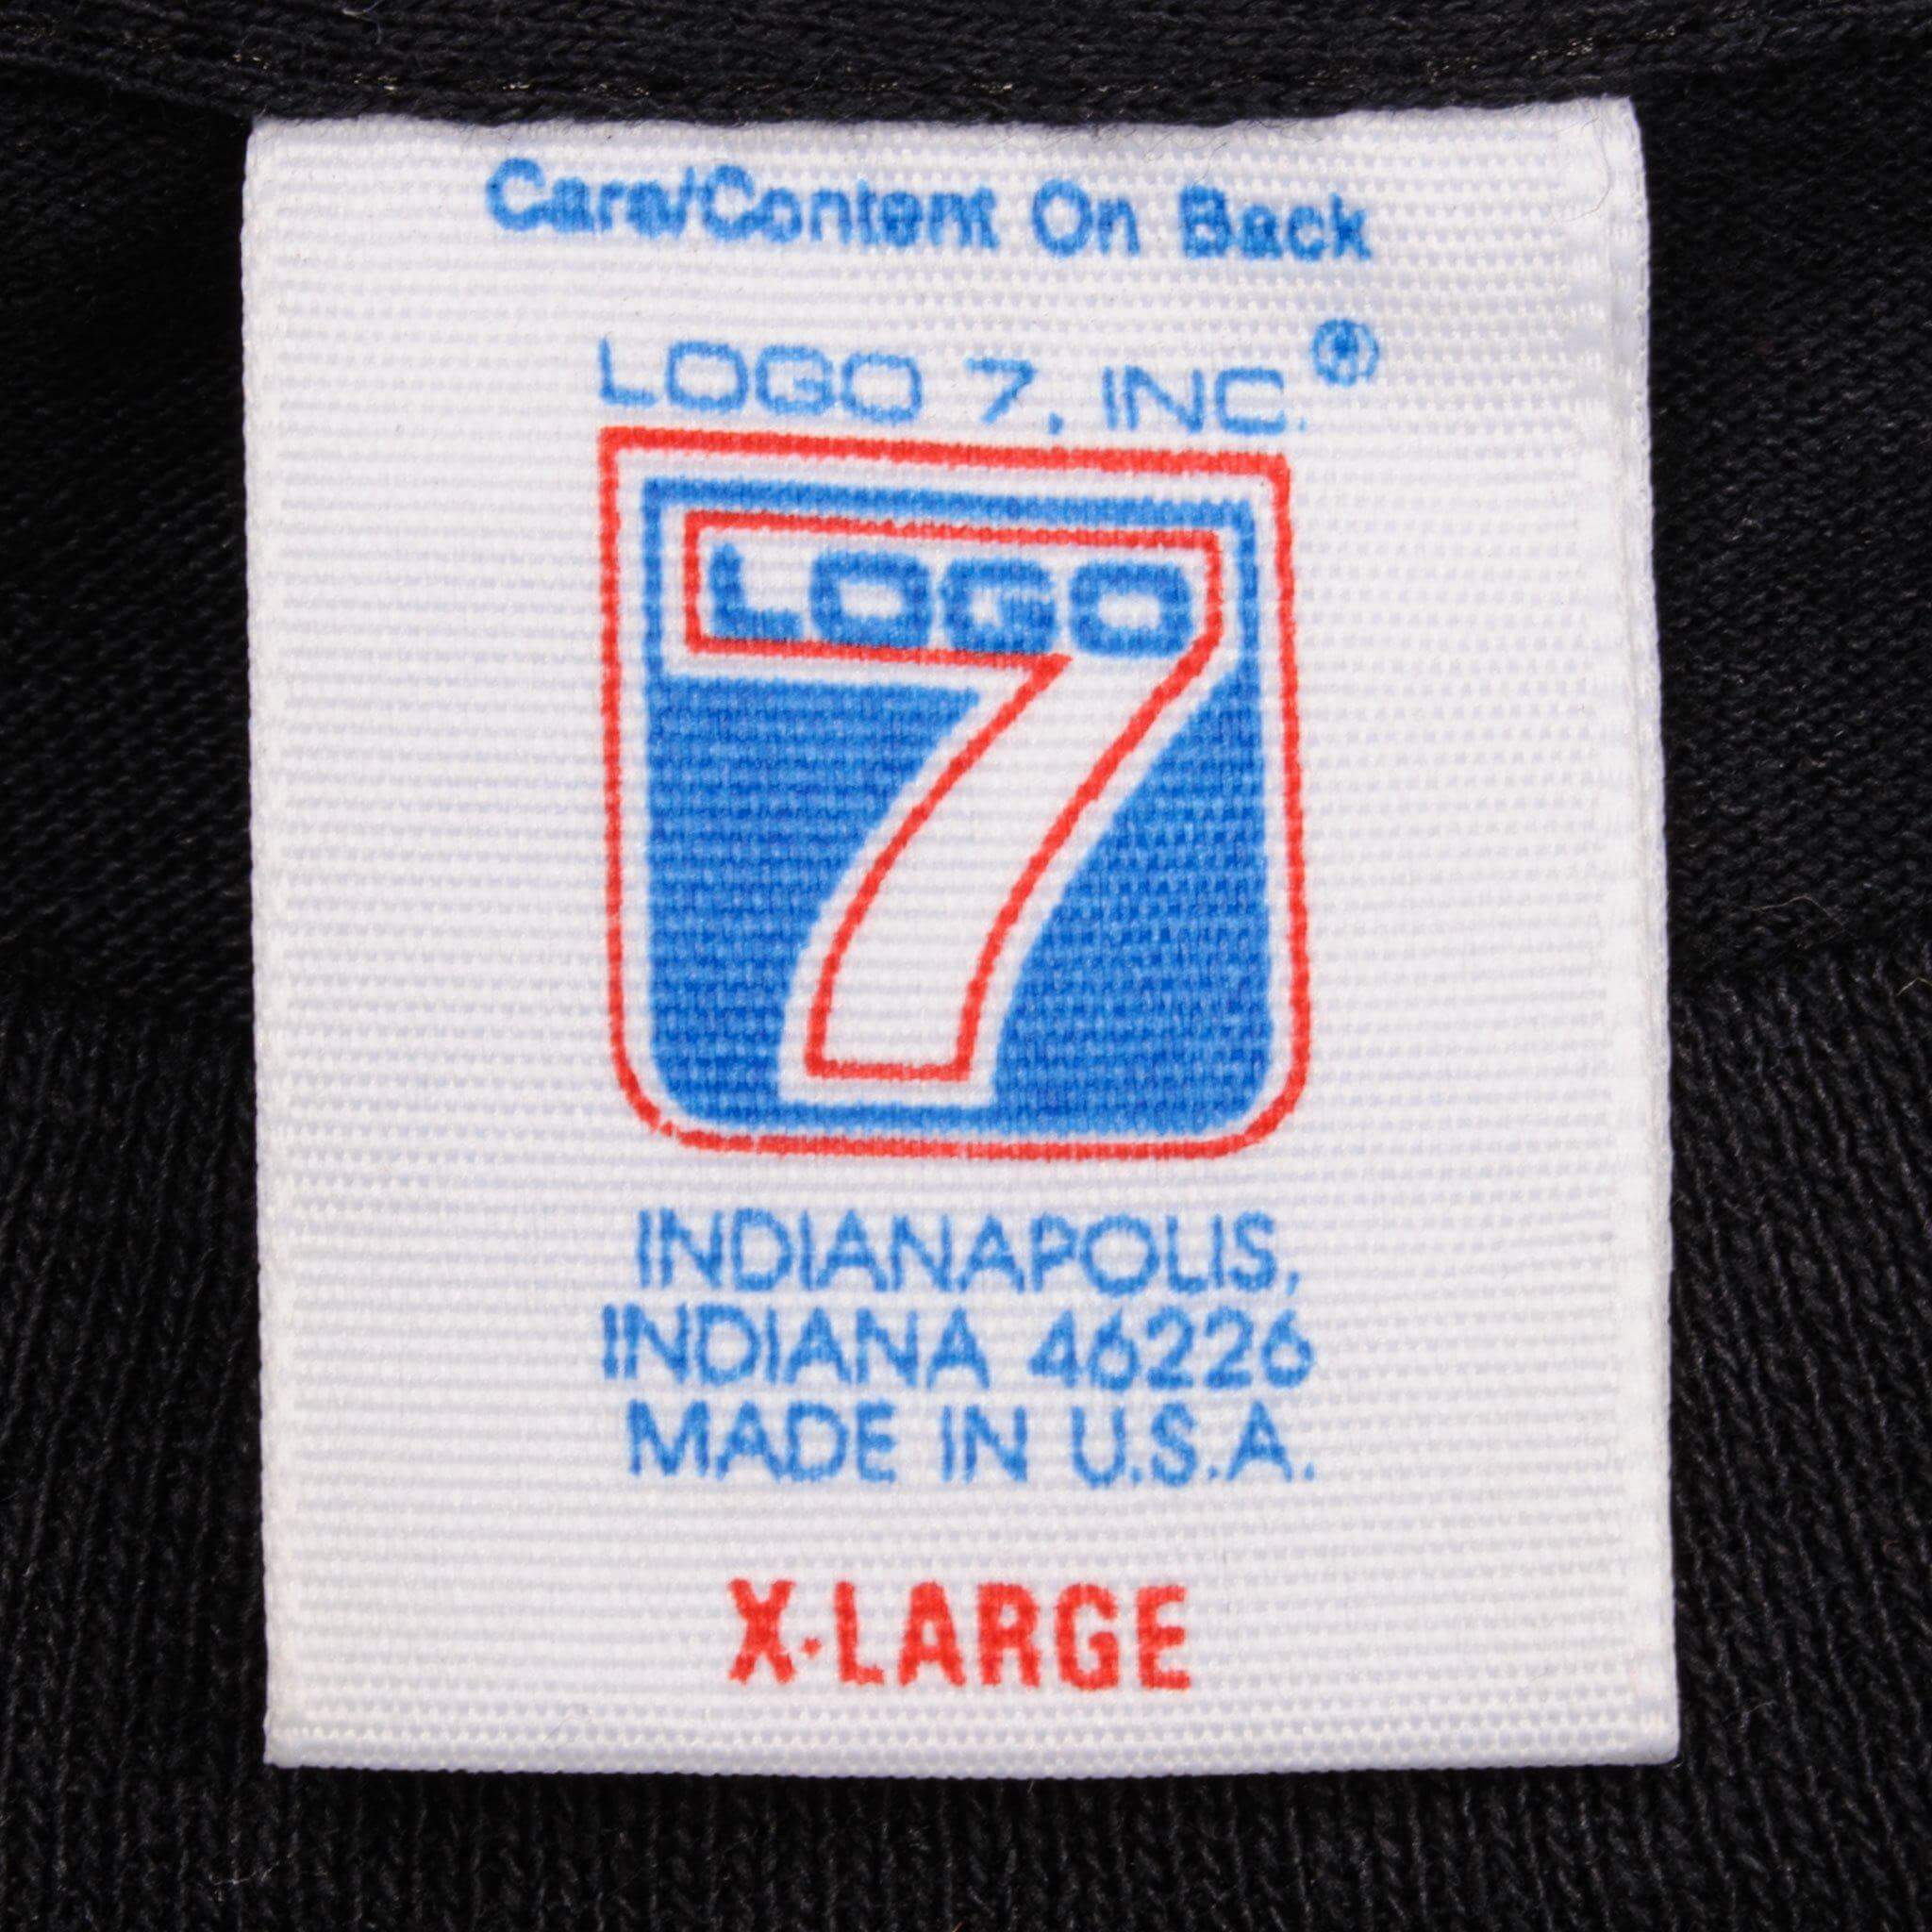 Care/Content On Back
LOGO 7, INC.®
LOGO
7
INDIANAPOLIS,
INDIANA 46226
MADE IN U.S.A.
X-LARGE